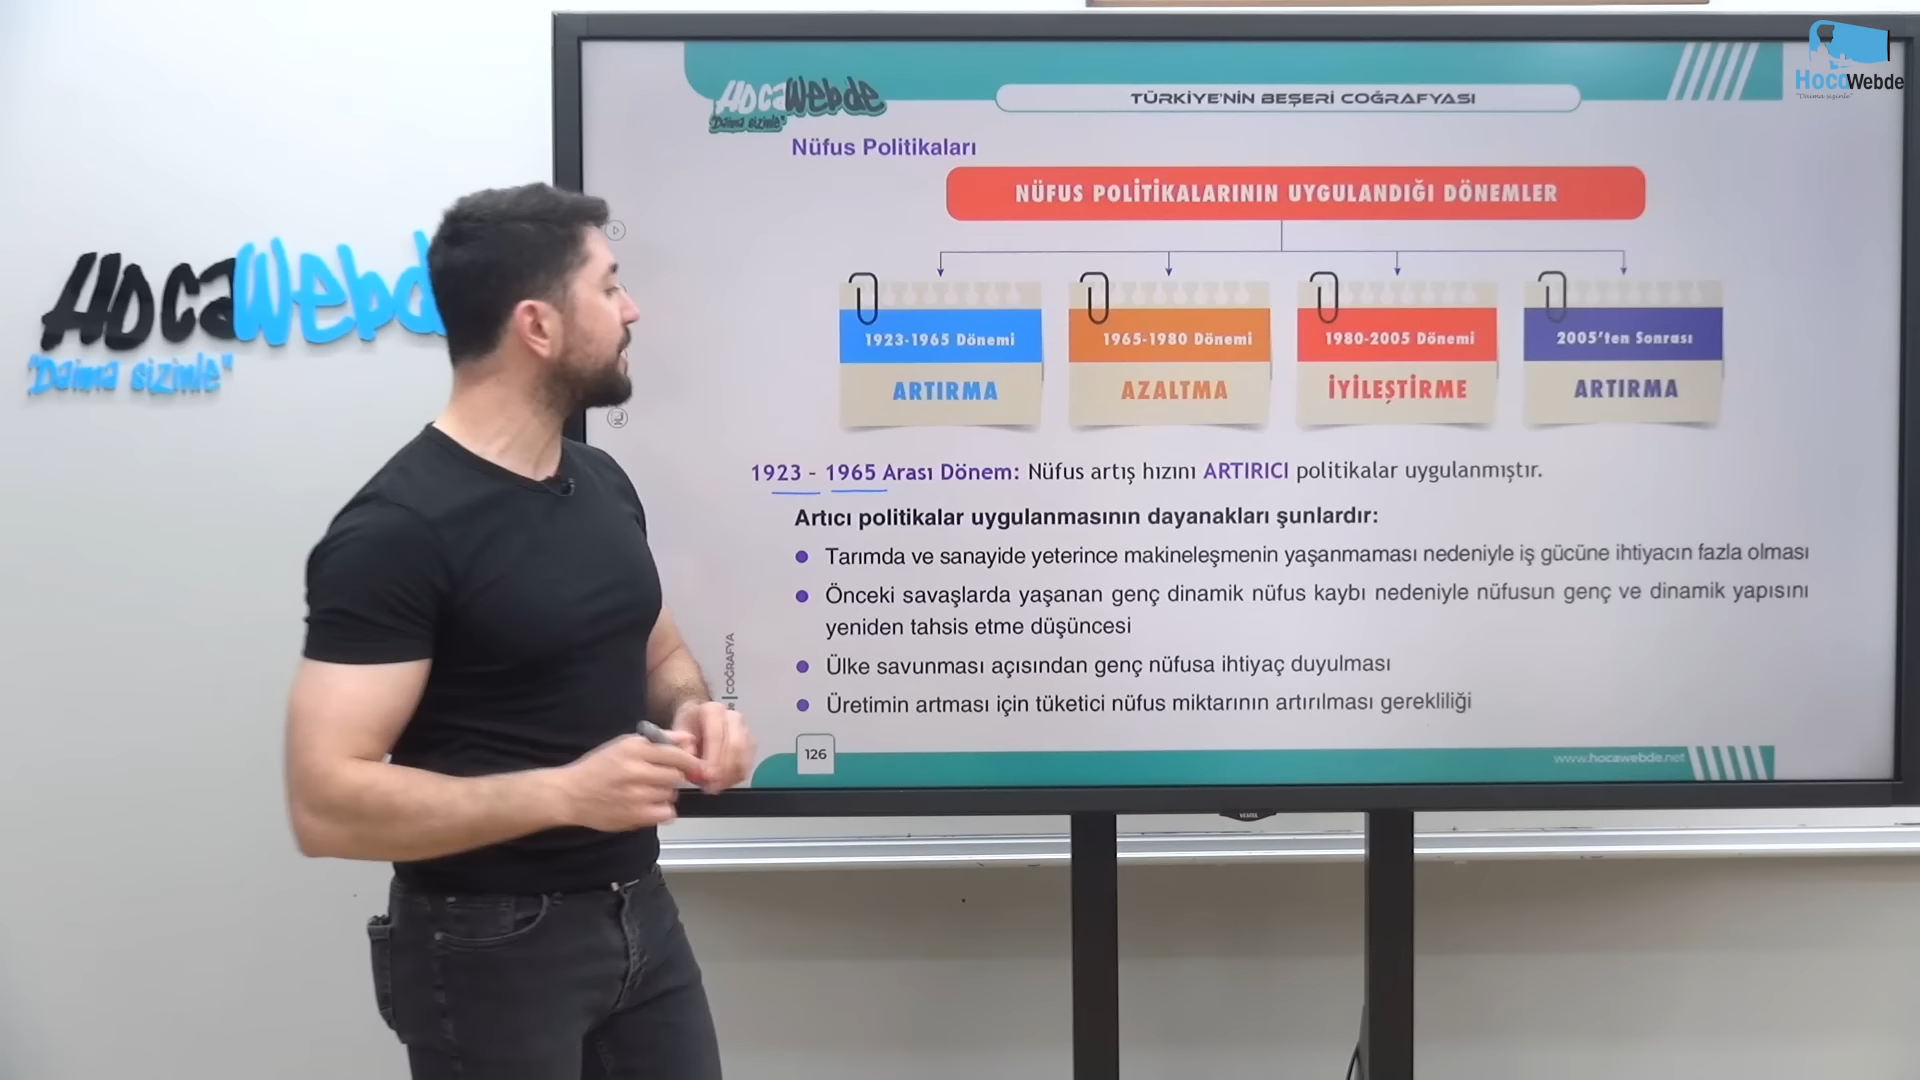 HocaWebde
"Daima sizinle"
HocaWebde
"Daima sizinle"
HocaWebde
"Daima sizinle"
TÜRKİYE'NİN BEŞERİ COĞRAFYASI
Nüfus Politikaları
NÜFUS POLİTİKALARININ UYGULANDIĞI DÖNEMLER
1923-1965 Dönemi
ARTIRMA
1965-1980 Dönemi
AZALTMA
1980-2005 Dönemi
İYİLEŞTİRME
2005'ten Sonrası
ARTIRMA
1923 - 1965 Arası Dönem: Nüfus artış hızını ARTIRICI politikalar uygulanmıştır.
Artıcı politikalar uygulanmasının dayanakları şunlardır:
Tarımda ve sanayide yeterince makineleşmenin yaşanmaması nedeniyle iş gücüne ihtiyacın fazla olması
Önceki savaşlarda yaşanan genç dinamik nüfus kaybı nedeniyle nüfusun genç ve dinamik yapısını
yeniden tahsis etme düşüncesi
Ülke savunması açısından genç nüfusa ihtiyaç duyulması
Üretimin artması için tüketici nüfus miktarının artırılması gerekliliği
COĞRAFYA
126
www.hocawebde.net